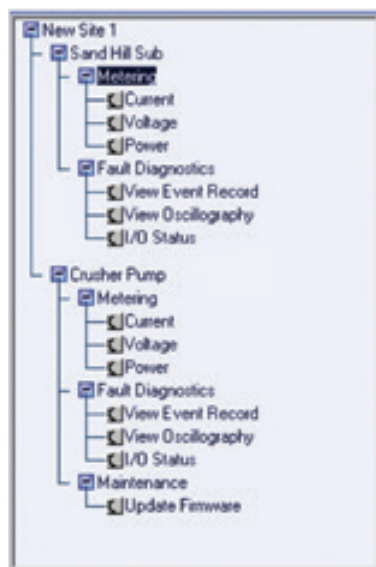 New Site 1
Sand Hill Sub
Metering
Current
Voltage
Power
Fault Diagnostics
View Event Record
View Oscillography
I/O Status
Crusher Pump
Metering
Current
Voltage
Power
Fault Diagnostics
View Event Record
View Oscillography
I/O Status
Maintenance
Update Firmware